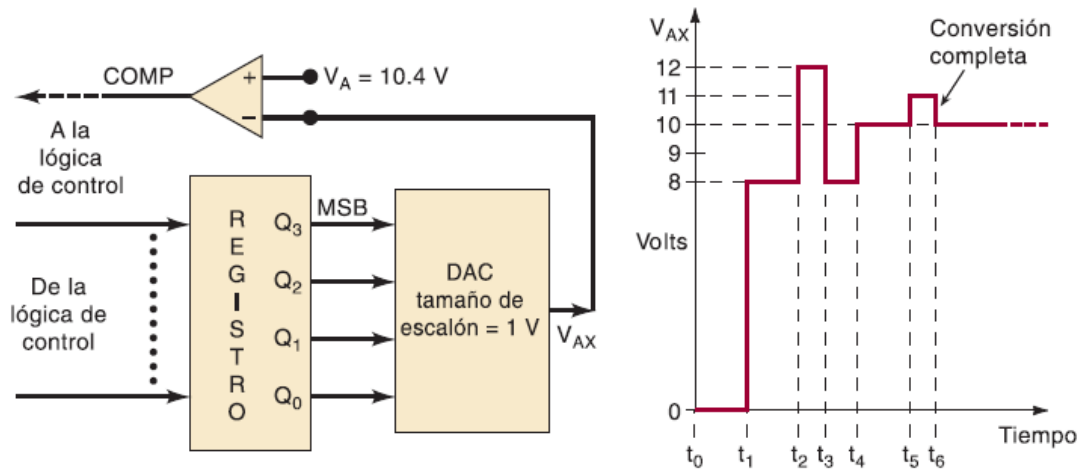 COMP
+
V_A = 10.4 V
−
A la
lógica
de control
De la
lógica de
control
REGISTRO
Q₃
Q₂
Q₁
Q₀
MSB
DAC
tamaño de
escalón = 1 V
V_AX
V_AX
Conversión
completa
12
11
10
9
8
Volts
0
t₀
t₁
t₂
t₃
t₄
t₅
t₆
Tiempo